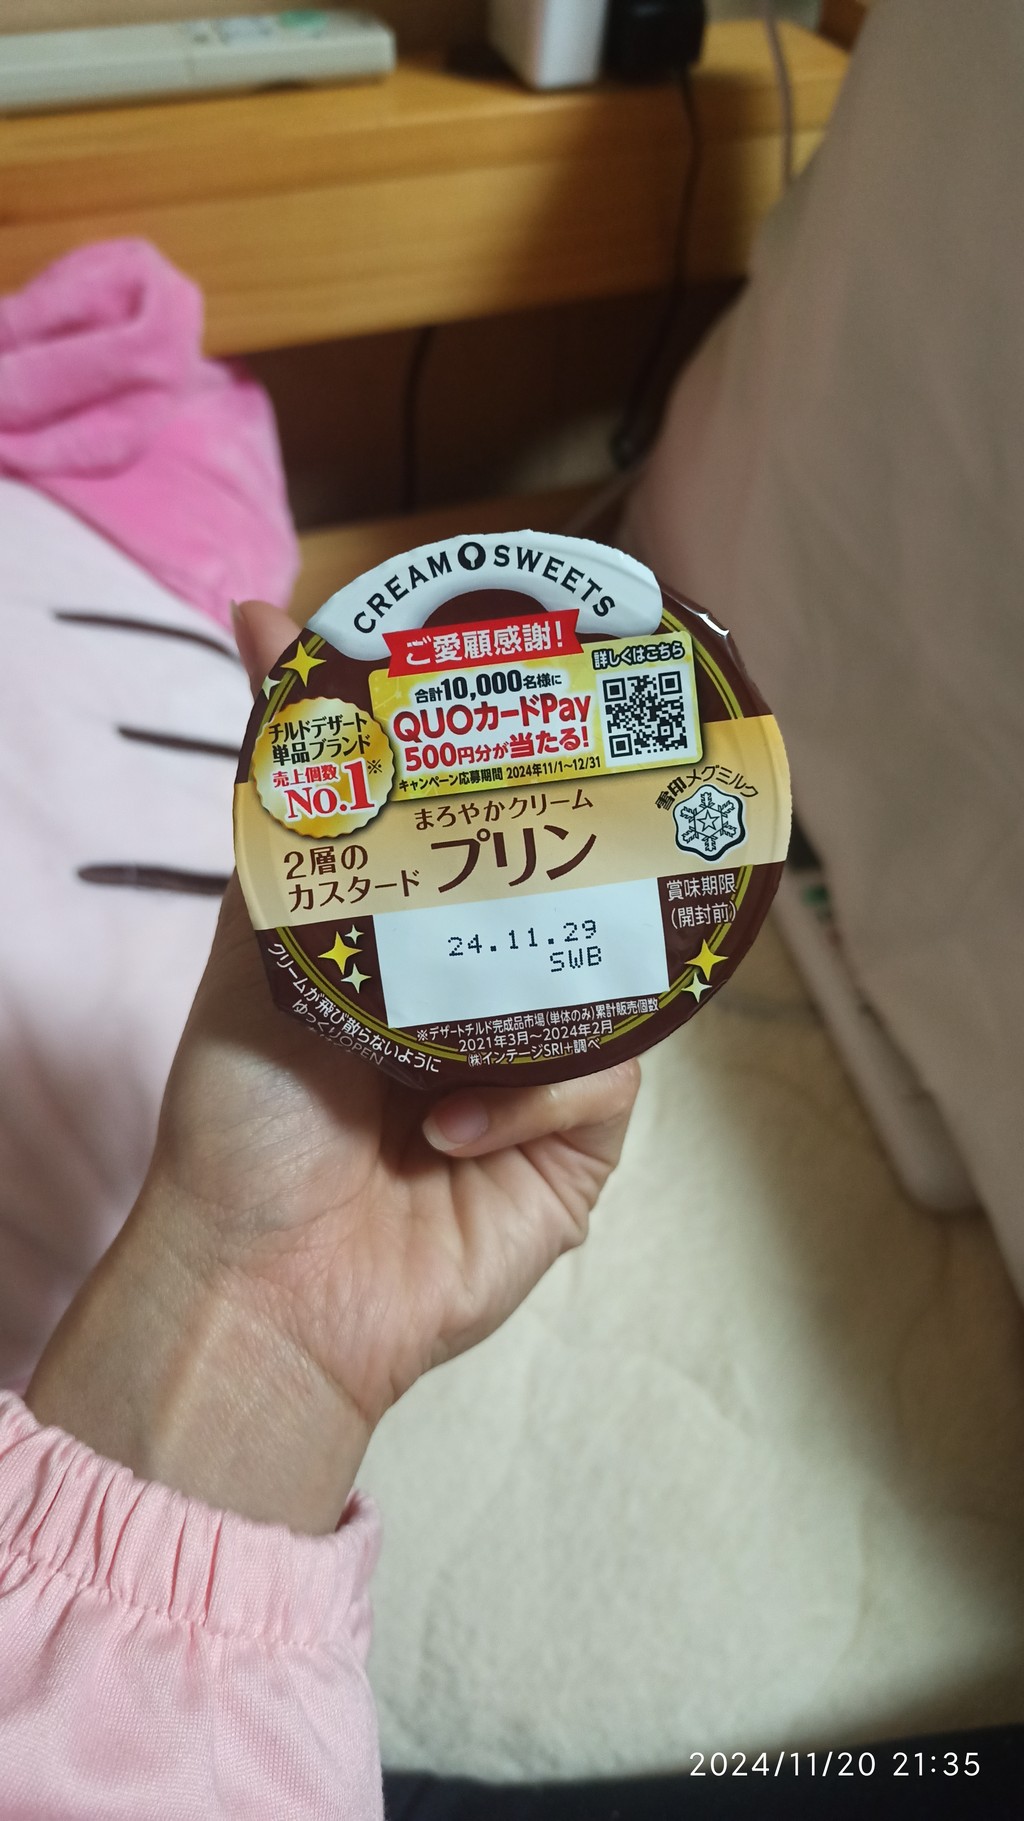 CREAM SWEETS
ご愛顧感謝!
詳しくはこちら
合計10,000名様に
QUOカードPay
500円分が当たる!
キャンペーン応募期間 2024年11/1~12/31
チルドデザート
単品ブランド
売上個数※
No.1
まろやかクリーム
2層の
カスタード
プリン
雪印メグミルク
賞味期限
(開封前)
24.11.29
SWB
クリームが飛び散らないように
ゆっくりOPEN
※デザートチルド完成品市場(単体のみ)累計販売個数
2021年3月~2024年2月
㈱インテージSRI+調べ
2024/11/20 21:35